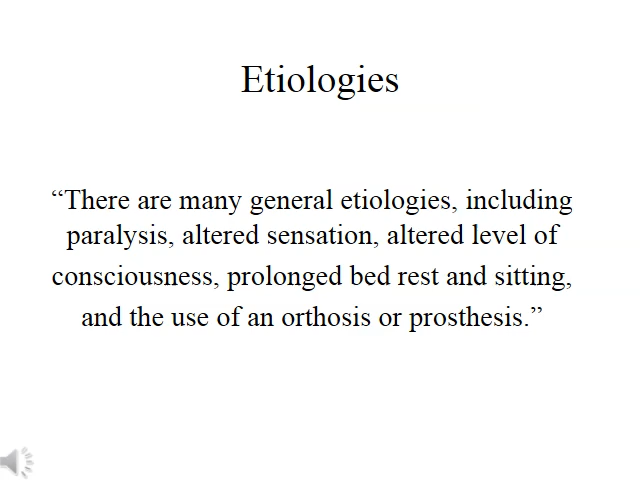 Etiologies
“There are many general etiologies, including
paralysis, altered sensation, altered level of
consciousness, prolonged bed rest and sitting,
and the use of an orthosis or prosthesis.”